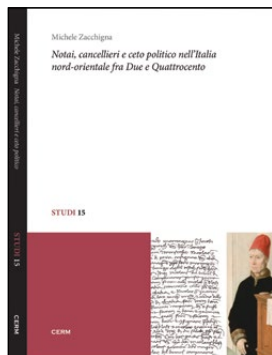 Michele Zacchigna
Notai, cancellieri e ceto politico nell'Italia
nord-orientale fra Due e Quattrocento
STUDI 15
CERM
Michele Zacchigna Notai, cancellieri e ceto politico
STUDI 15
CERM